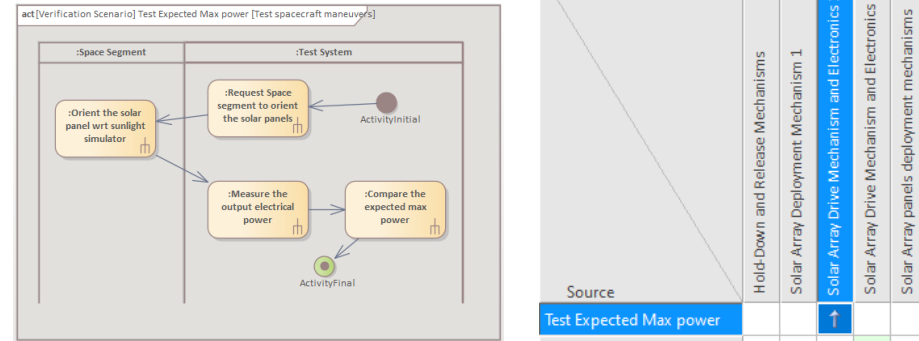 act [Verification Scenario] Test Expected Max power [Test spacecraft maneuvers]
:Space Segment
:Test System
:Request Space
segment to orient
the solar panels
ActivityInitial
:Orient the solar
panel wrt sunlight
simulator
:Measure the
output electrical
power
:Compare the
expected max
power
ActivityFinal
Hold-Down and Release Mechanisms
Solar Array Deployment Mechanism 1
Solar Array Drive Mechanism and Electronics
Solar Array Drive Mechanism and Electronics
Solar Array panels deployment mechanisms
Source
Test Expected Max power